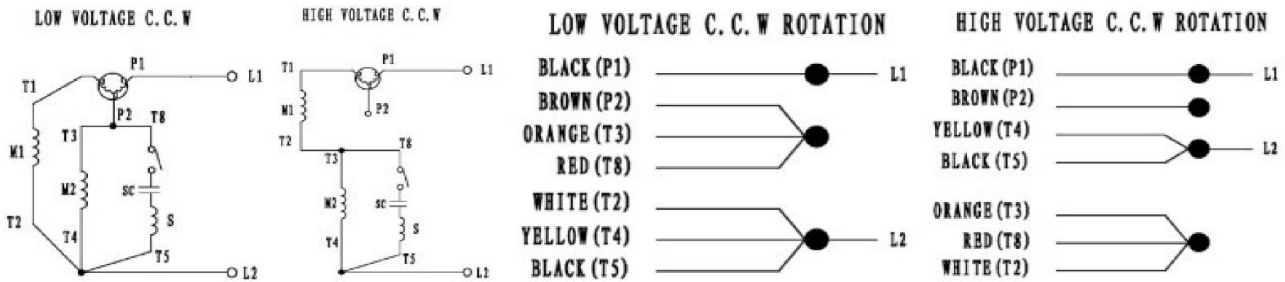 LOW VOLTAGE C.C.W
P1
L1
T1
P2
T3
T8
M1
M2
SC
S
T2
T4
T5
L2
HIGH VOLTAGE C.C.W
P1
T1
L1
M1
P2
T2
T3
T8
M2
SC
S
T4
T5
L2
LOW VOLTAGE C.C.W ROTATION
BLACK(P1)
L1
BROWN(P2)
ORANGE(T3)
RED(T8)
WHITE(T2)
YELLOW(T4)
L2
BLACK(T5)
HIGH VOLTAGE C.C.W ROTATION
BLACK(P1)
L1
BROWN(P2)
YELLOW(T4)
L2
BLACK(T5)
ORANGE(T3)
RED(T8)
WHITE(T2)